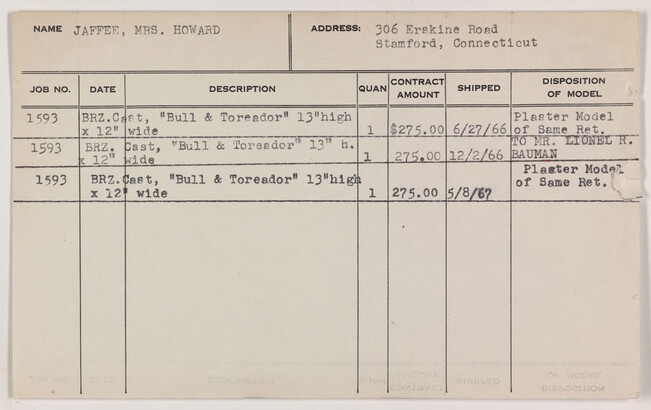 NAME JAFFEE, MRS. HOWARD ADDRESS: 306 Erskine Road
Stamford, Connecticut
JOB NO. DATE DESCRIPTION QUAN CONTRACT AMOUNT SHIPPED DISPOSITION OF MODEL
1593 BRZ.Cast, "Bull & Toreador" 13"high Plaster Model
x 12" wide 1 $275.00 6/27/66 of Same Ret.
1593 BRZ. Cast, "Bull & Toreador" 13" h. TO MR. LIONEL R.
x 12" wide 1 275.00 12/2/66 BAUMAN
1593 BRZ.Cast, "Bull & Toreador" 13"high Plaster Model
x 12" wide 1 275.00 5/8/67 of Same Ret.